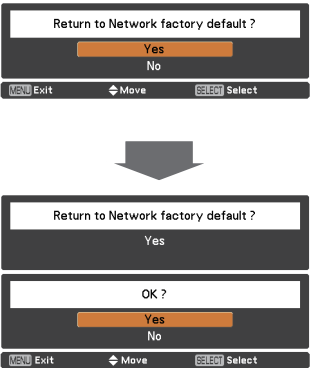 Return to Network factory default ?
Yes
No
MENU Exit Move SELECT Select
Return to Network factory default ?
Yes
OK ?
Yes
No
MENU Exit Move SELECT Select